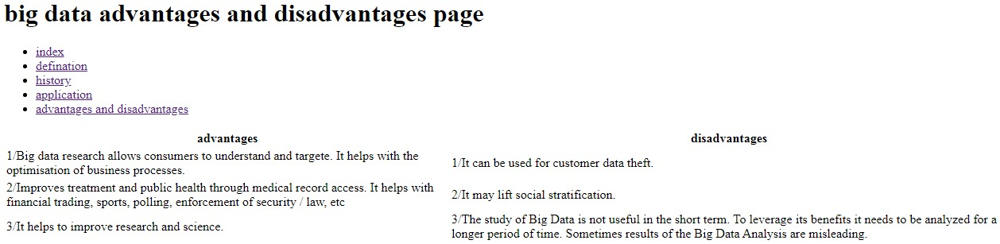 big data advantages and disadvantages page
index
defination
history
application
advantages and disadvantages
advantages
disadvantages
1/Big data research allows consumers to understand and targete. It helps with the
optimisation of business processes.
1/It can be used for customer data theft.
2/Improves treatment and public health through medical record access. It helps with
financial trading, sports, polling, enforcement of security / law, etc
2/It may lift social stratification.
3/It helps to improve research and science.
3/The study of Big Data is not useful in the short term. To leverage its benefits it needs to be analyzed for a
longer period of time. Sometimes results of the Big Data Analysis are misleading.